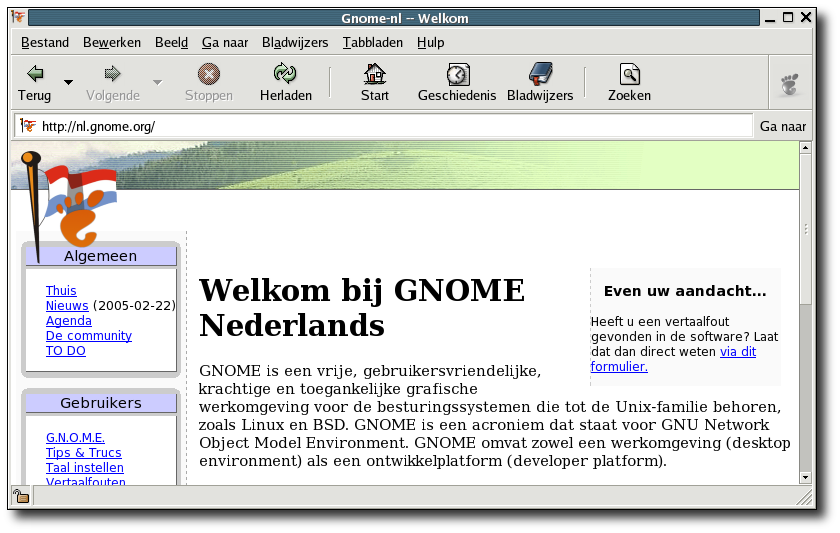 Gnome-nl -- Welkom
Bestand Bewerken Beeld Ga naar Bladwijzers Tabbladen Hulp
Terug Volgende Stoppen Herladen Start Geschiedenis Bladwijzers Zoeken
http://nl.gnome.org/ Ga naar
Algemeen
Thuis
Nieuws (2005-02-22)
Agenda
De community
TO DO
Gebruikers
G.N.O.M.E.
Tips & Trucs
Taal instellen
Vertaalfouten
Welkom bij GNOME
Nederlands
GNOME is een vrije, gebruikersvriendelijke,
krachtige en toegankelijke grafische
werkomgeving voor de besturingssystemen die tot de Unix-familie behoren,
zoals Linux en BSD. GNOME is een acroniem dat staat voor GNU Network
Object Model Environment. GNOME omvat zowel een werkomgeving (desktop
environment) als een ontwikkelplatform (developer platform).
Even uw aandacht...
Heeft u een vertaalfout
gevonden in de software? Laat
dat dan direct weten via dit
formulier.